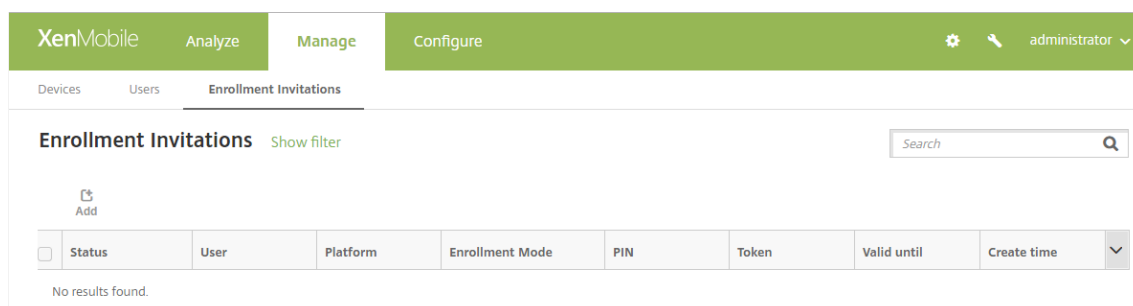 XenMobile Analyze Manage Configure administrator
Devices Users Enrollment Invitations
Enrollment Invitations Show filter Search
Add
Status User Platform Enrollment Mode PIN Token Valid until Create time
No results found.